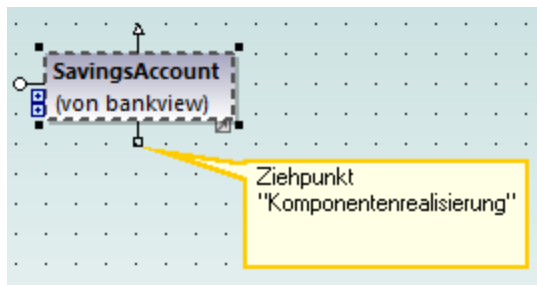 SavingsAccount
(von bankview)
Ziehpunkt
"Komponentenrealisierung"